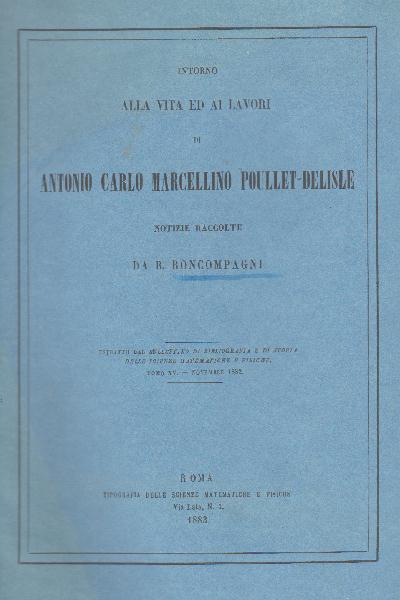 INTORNO
ALLA VITA ED AI LAVORI
DI
ANTONIO CARLO MARCELLINO POULLET-DELISLE
NOTIZIE RACCOLTE
DA B. BONCOMPAGNI
ESTRATTO DAL BULLETTINO DI BIBLIOGRAFIA E DI STORIA
DELLE SCIENZE MATEMATICHE E FISICHE,
TOMO XV. — NOVEMBRE 1882.
ROMA
TIPOGRAFIA DELLE SCIENZE MATEMATICHE E FISICHE
Via Lata, N. 3.
1883